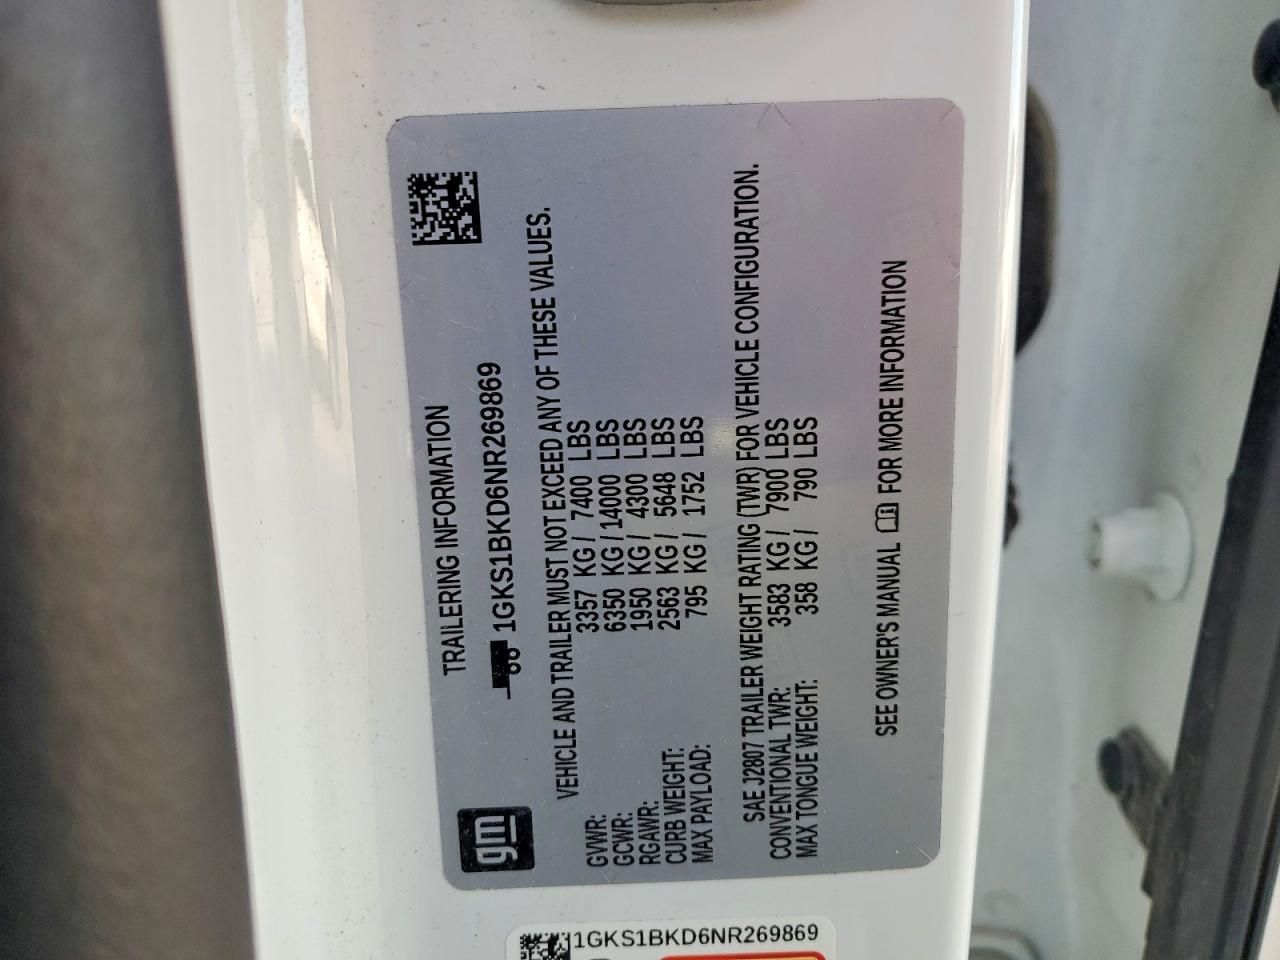 gm
TRAILERING INFORMATION
1GKS1BKD6NR269869
VEHICLE AND TRAILER MUST NOT EXCEED ANY OF THESE VALUES.
GVWR: 3357 KG / 7400 LBS
GCWR: 6350 KG / 14000 LBS
RGAWR: 1950 KG / 4300 LBS
CURB WEIGHT: 2563 KG / 5648 LBS
MAX PAYLOAD: 795 KG / 1752 LBS
SAE J2807 TRAILER WEIGHT RATING (TWR) FOR VEHICLE CONFIGURATION.
CONVENTIONAL TWR: 3583 KG / 7900 LBS
MAX TONGUE WEIGHT: 358 KG / 790 LBS
SEE OWNER'S MANUAL FOR MORE INFORMATION
1GKS1BKD6NR269869